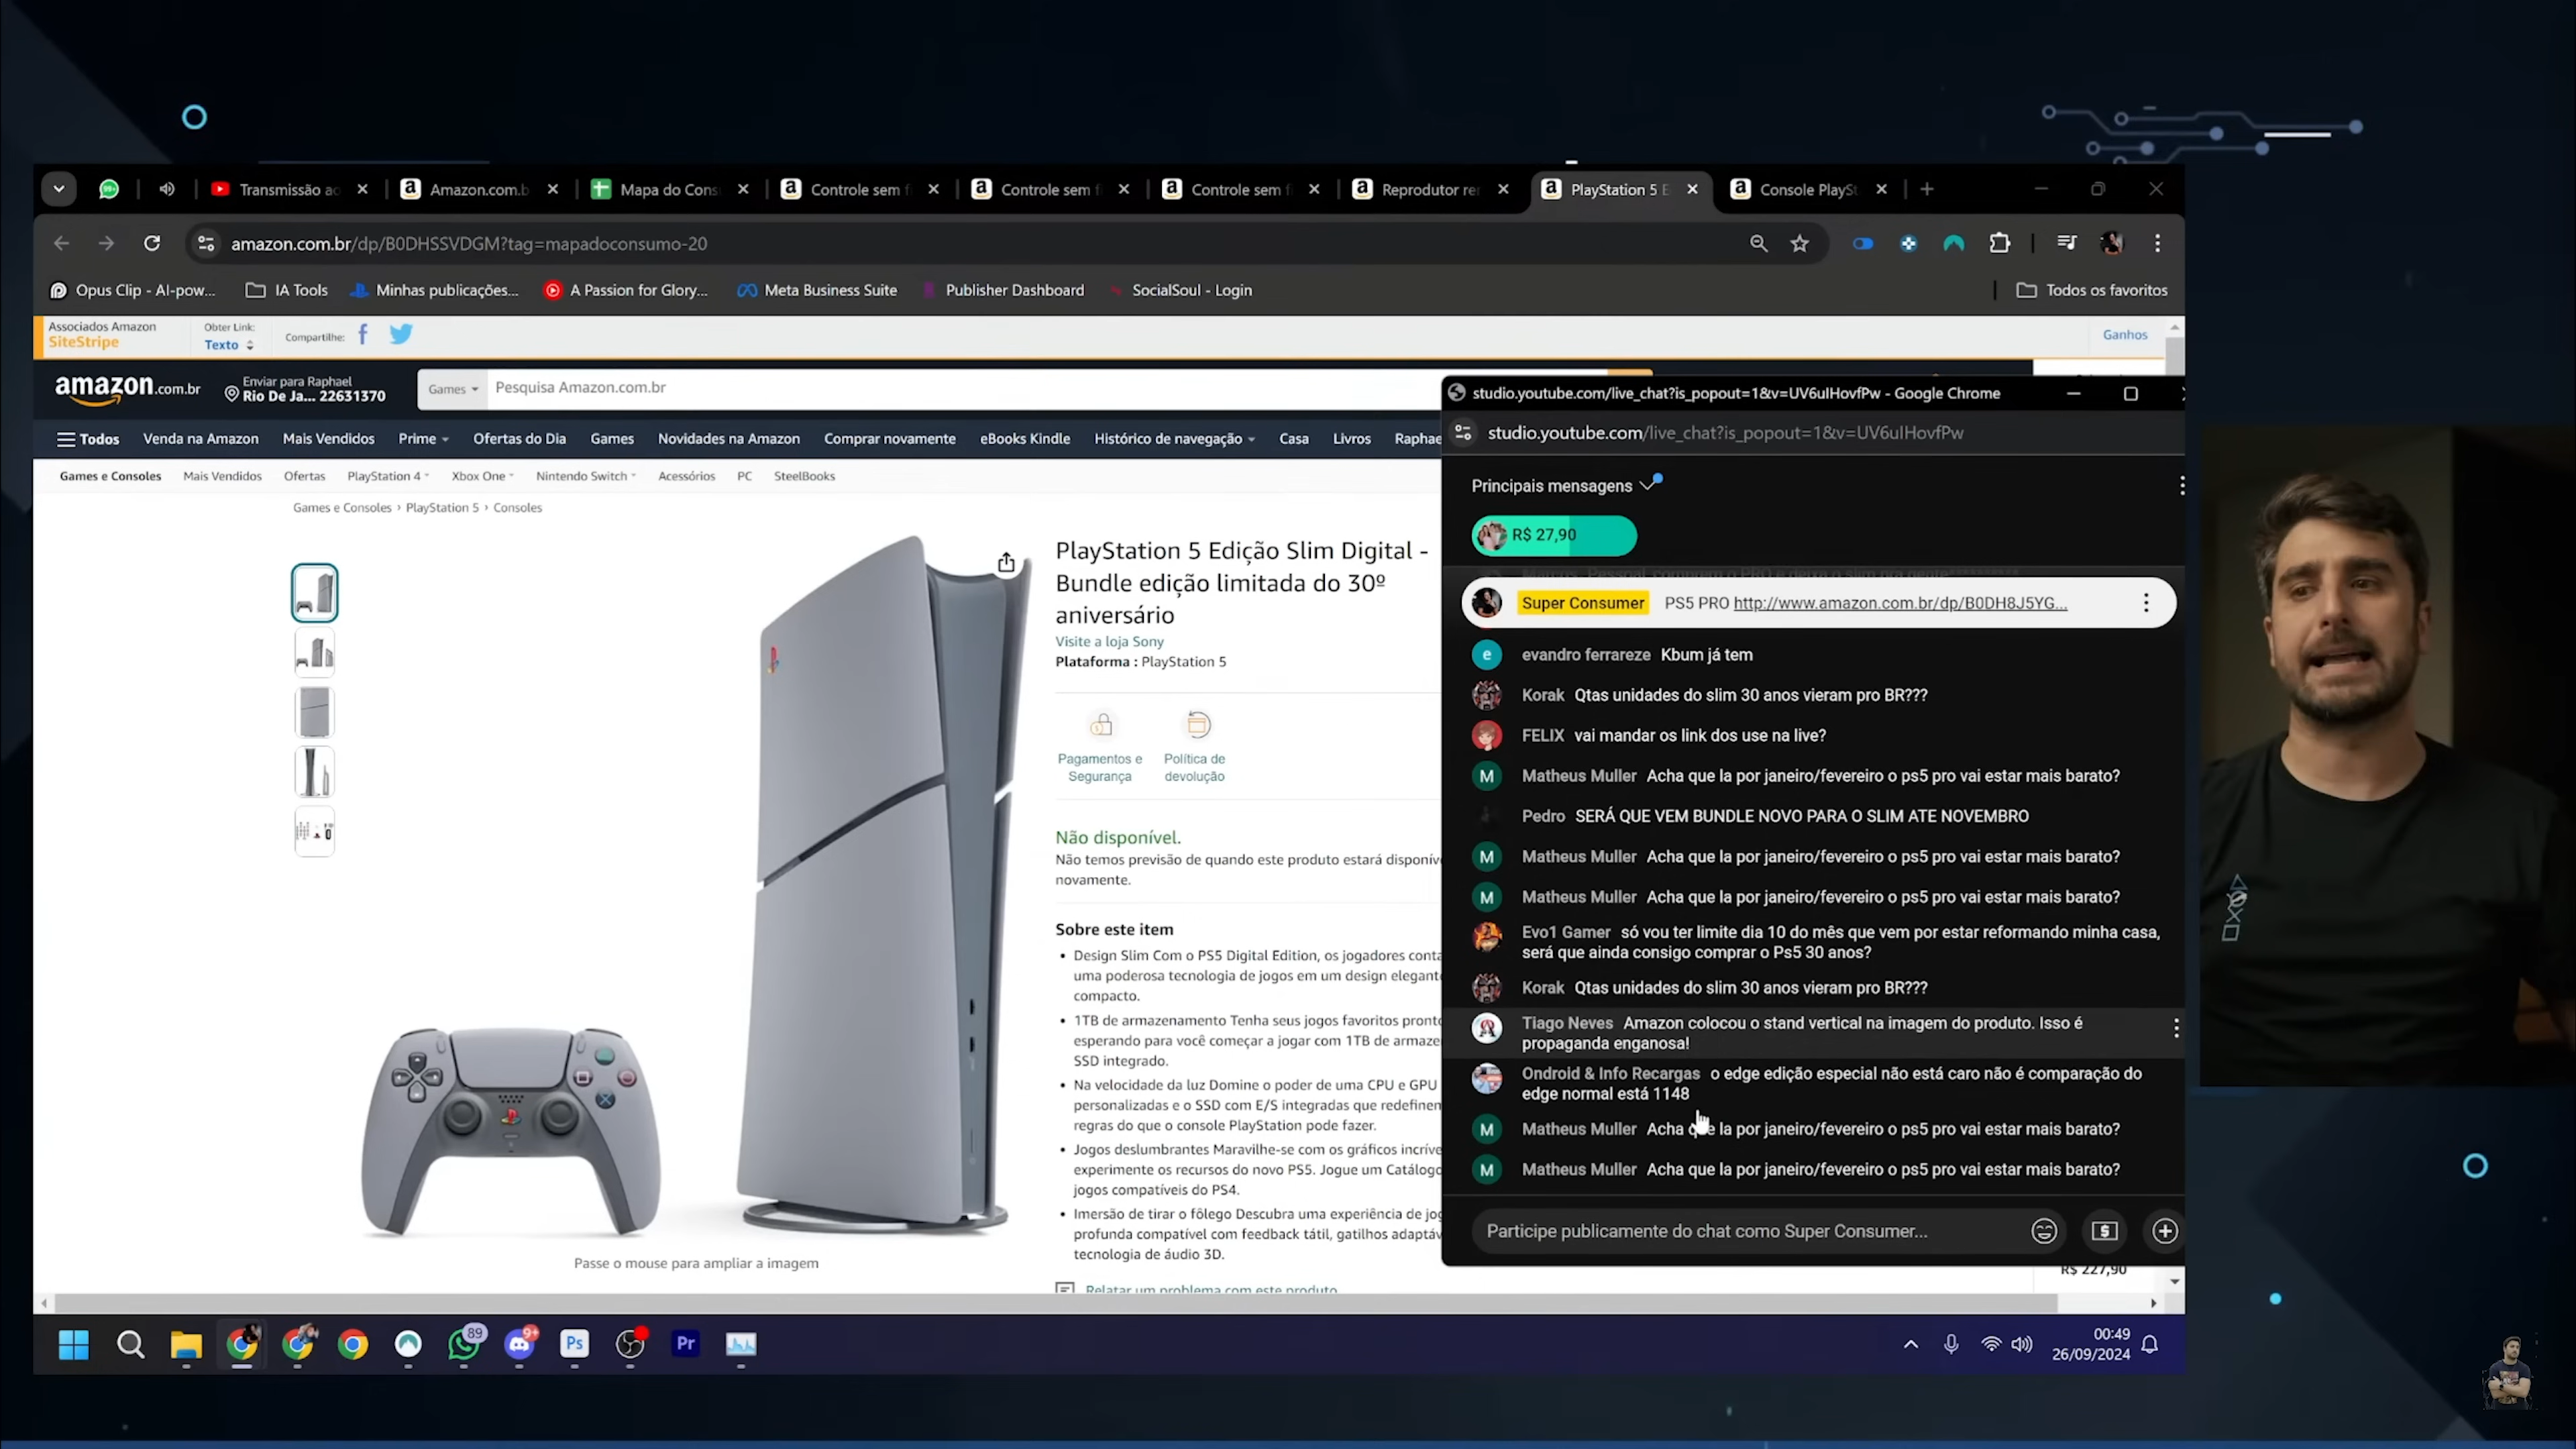 Transmissão ao
Amazon.com.b
Mapa do Cons
Controle sem f
Controle sem f
Controle sem f
Reprodutor re
PlayStation 5 E
Console PlaySt
amazon.com.br/dp/B0DHSSVDGM?tag=mapadoconsumo-20
Opus Clip - AI-pow...
IA Tools
Minhas publicações...
A Passion for Glory...
Meta Business Suite
Publisher Dashboard
SocialSoul - Login
Todos os favoritos
Associados Amazon
SiteStripe
Obter Link:
Texto
Compartilhe:
Ganhos
amazon.com.br
Enviar para Raphael
Rio De Ja... 22631370
Games
Pesquisa Amazon.com.br
Todos
Venda na Amazon
Mais Vendidos
Prime
Ofertas do Dia
Games
Novidades na Amazon
Comprar novamente
eBooks Kindle
Histórico de navegação
Casa
Livros
Raphae
Games e Consoles
Mais Vendidos
Ofertas
PlayStation 4
Xbox One
Nintendo Switch
Acessórios
PC
SteelBooks
Games e Consoles › PlayStation 5 › Consoles
PlayStation 5 Edição Slim Digital -
Bundle edição limitada do 30º
aniversário
Visite a loja Sony
Plataforma : PlayStation 5
Pagamentos e
Segurança
Política de
devolução
Não disponível.
Não temos previsão de quando este produto estará disponív
novamente.
Sobre este item
• Design Slim Com o PS5 Digital Edition, os jogadores conta
uma poderosa tecnologia de jogos em um design elegante
compacto.
• 1TB de armazenamento Tenha seus jogos favoritos pronto
esperando para você começar a jogar com 1TB de armaze
SSD integrado.
• Na velocidade da luz Domine o poder de uma CPU e GPU
personalizadas e o SSD com E/S integradas que redefinem
regras do que o console PlayStation pode fazer.
• Jogos deslumbrantes Maravilhe-se com os gráficos incríve
experimente os recursos do novo PS5. Jogue um Catálogo
jogos compatíveis do PS4.
• Imersão de tirar o fôlego Descubra uma experiência de jog
profunda compatível com feedback tátil, gatilhos adaptáv
tecnologia de áudio 3D.
Relatar um problema com este produto
Passe o mouse para ampliar a imagem
studio.youtube.com/live_chat?is_popout=1&v=UV6uIHovfPw - Google Chrome
studio.youtube.com/live_chat?is_popout=1&v=UV6uIHovfPw
Principais mensagens
R$ 27,90
Super Consumer PS5 PRO http://www.amazon.com.br/dp/B0DH8J5YG...
e evandro ferrareze Kbum já tem
Korak Qtas unidades do slim 30 anos vieram pro BR???
FELIX vai mandar os link dos use na live?
M Matheus Muller Acha que la por janeiro/fevereiro o ps5 pro vai estar mais barato?
Pedro SERÁ QUE VEM BUNDLE NOVO PARA O SLIM ATE NOVEMBRO
M Matheus Muller Acha que la por janeiro/fevereiro o ps5 pro vai estar mais barato?
M Matheus Muller Acha que la por janeiro/fevereiro o ps5 pro vai estar mais barato?
Evo1 Gamer só vou ter limite dia 10 do mês que vem por estar reformando minha casa,
será que ainda consigo comprar o Ps5 30 anos?
Korak Qtas unidades do slim 30 anos vieram pro BR???
Tiago Neves Amazon colocou o stand vertical na imagem do produto. Isso é
propaganda enganosa!
Ondroid & Info Recargas o edge edição especial não está caro não é comparação do
edge normal está 1148
M Matheus Muller Acha que la por janeiro/fevereiro o ps5 pro vai estar mais barato?
M Matheus Muller Acha que la por janeiro/fevereiro o ps5 pro vai estar mais barato?
Participe publicamente do chat como Super Consumer...
R$ 227,90
99+
89
9+
Ps
Pr
00:49
26/09/2024